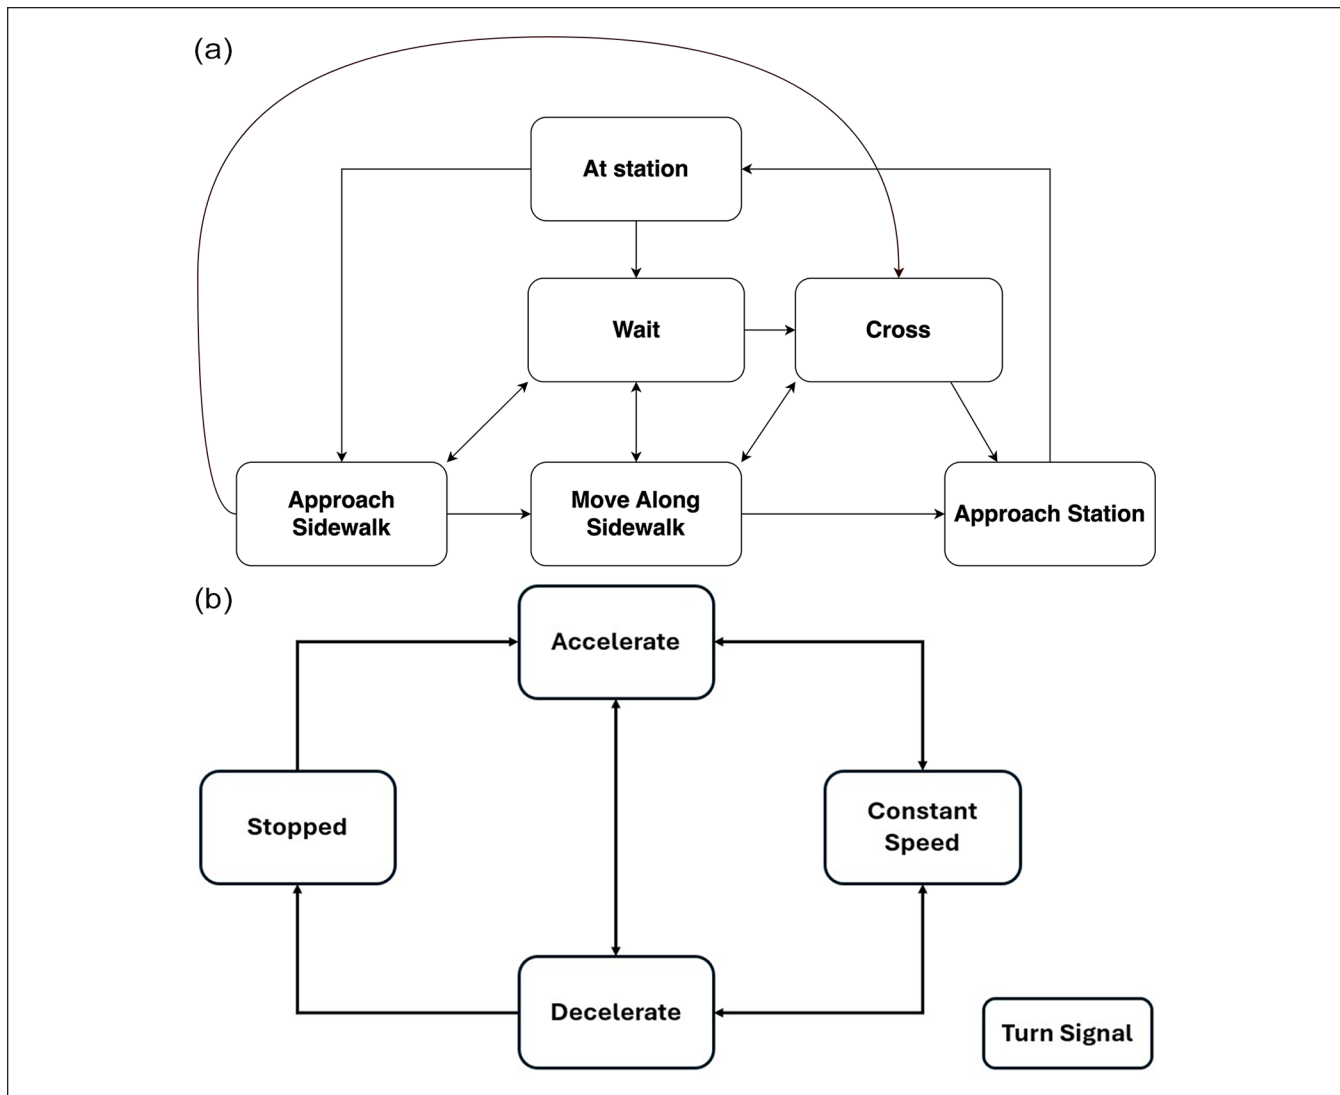 (a)
At station
Wait
Cross
Approach
Sidewalk
Move Along
Sidewalk
Approach Station
(b)
Accelerate
Stopped
Constant
Speed
Decelerate
Turn Signal